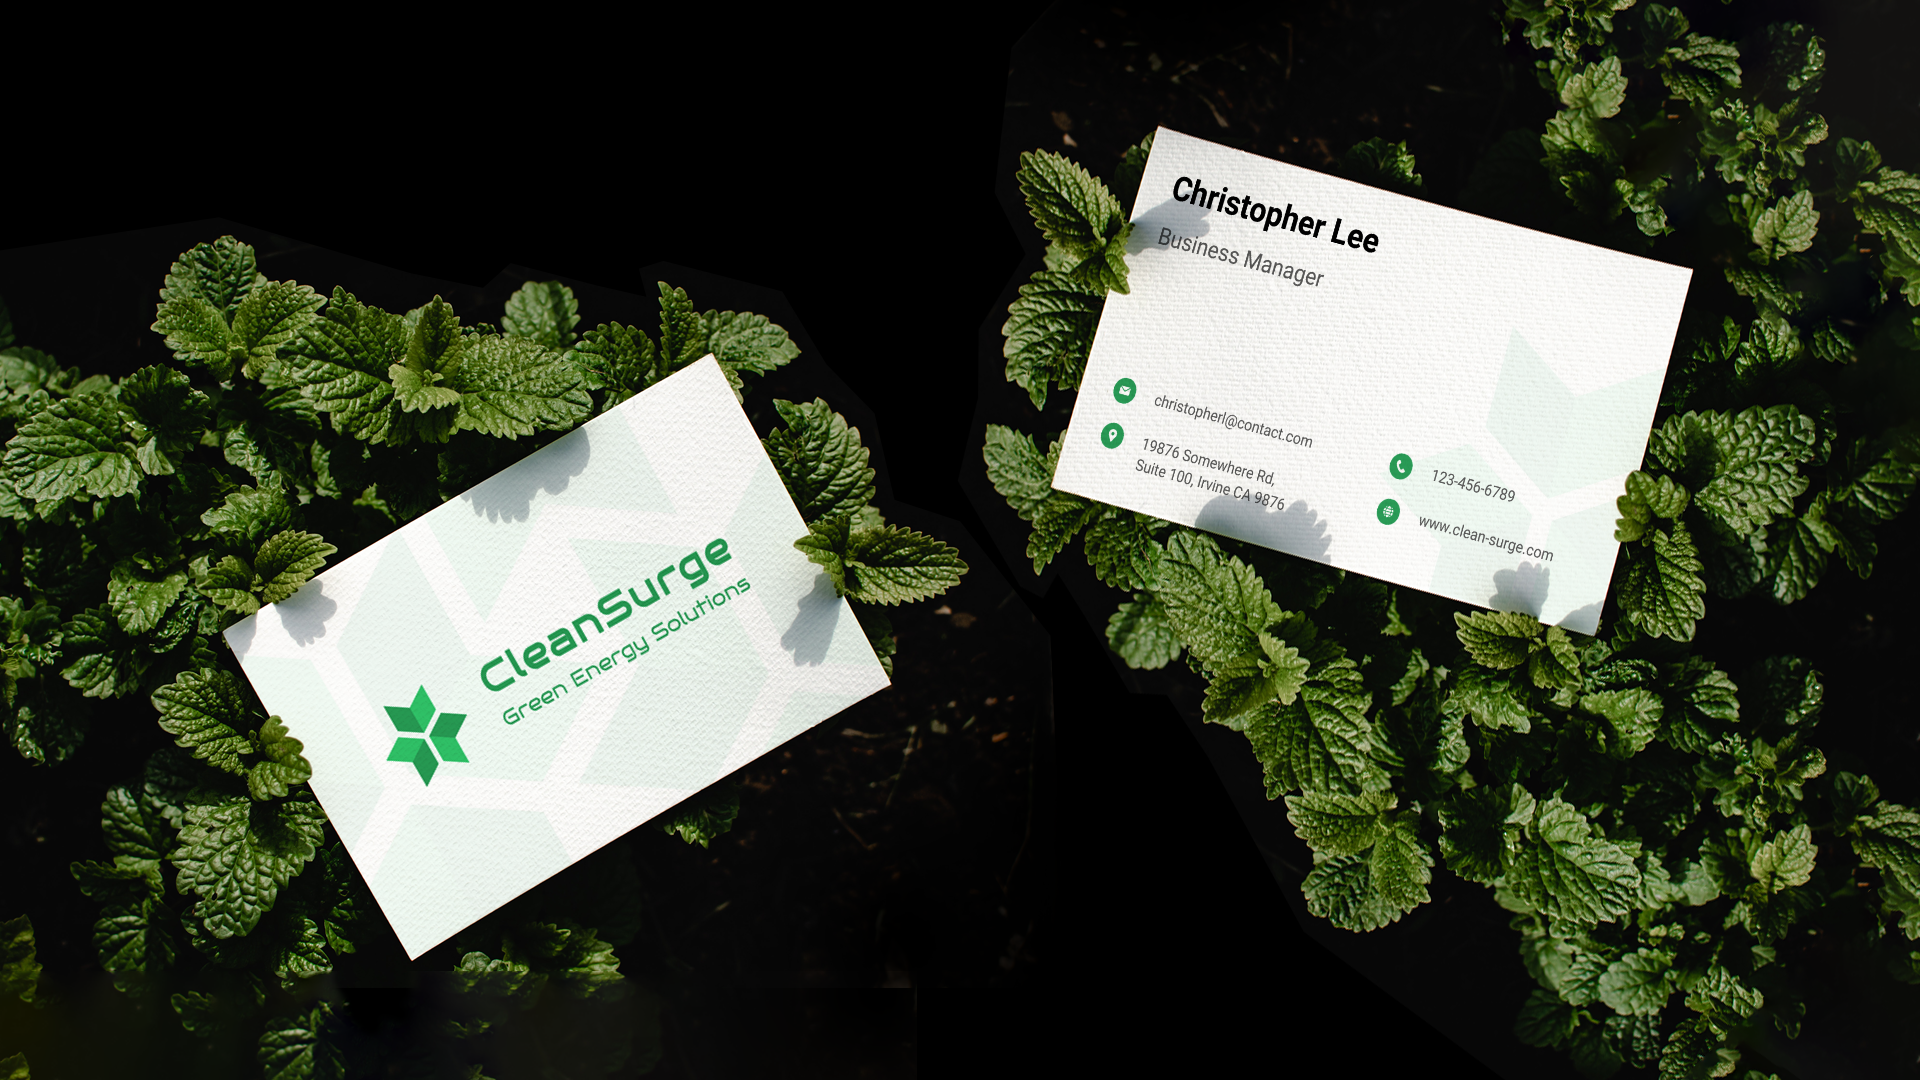 CleanSurge
Green Energy Solutions
Christopher Lee
Business Manager
christopherl@contact.com
19876 Somewhere Rd,
Suite 100, Irvine CA 9876
123-456-6789
www.clean-surge.com